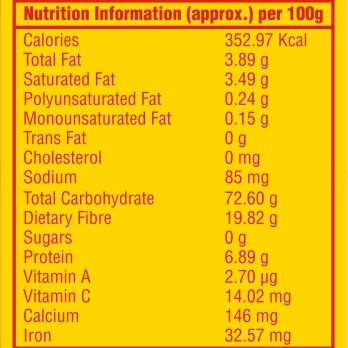 Nutrition Information (approx.) per 100g
Calories 352.97 Kcal
Total Fat 3.89 g
Saturated Fat 3.49 g
Polyunsaturated Fat 0.24 g
Monounsaturated Fat 0.15 g
Trans Fat 0 g
Cholesterol 0 mg
Sodium 85 mg
Total Carbohydrate 72.60 g
Dietary Fibre 19.82 g
Sugars 0 g
Protein 6.89 g
Vitamin A 2.70 µg
Vitamin C 14.02 mg
Calcium 146 mg
Iron 32.57 mg